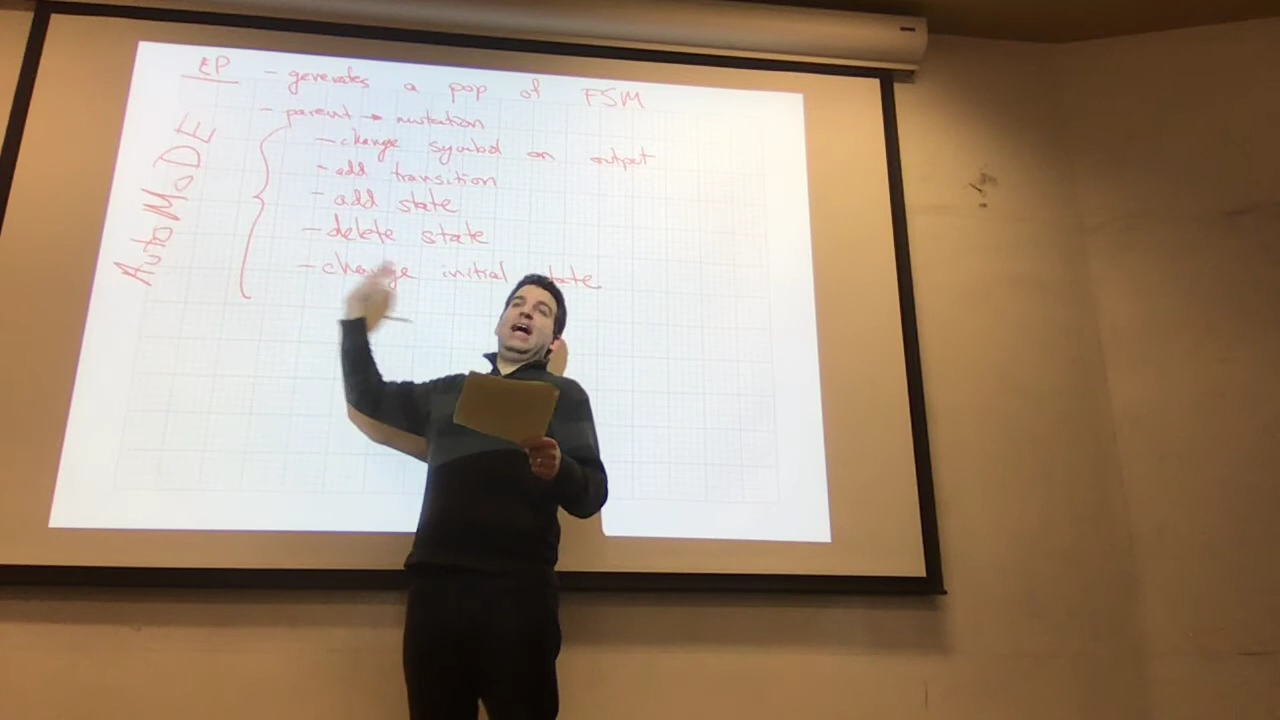 EP - generates a pop of FSM
- parent → mutation
- change symbol on output
- add transition
- add state
- delete state
- change initial state
AutoMoDE